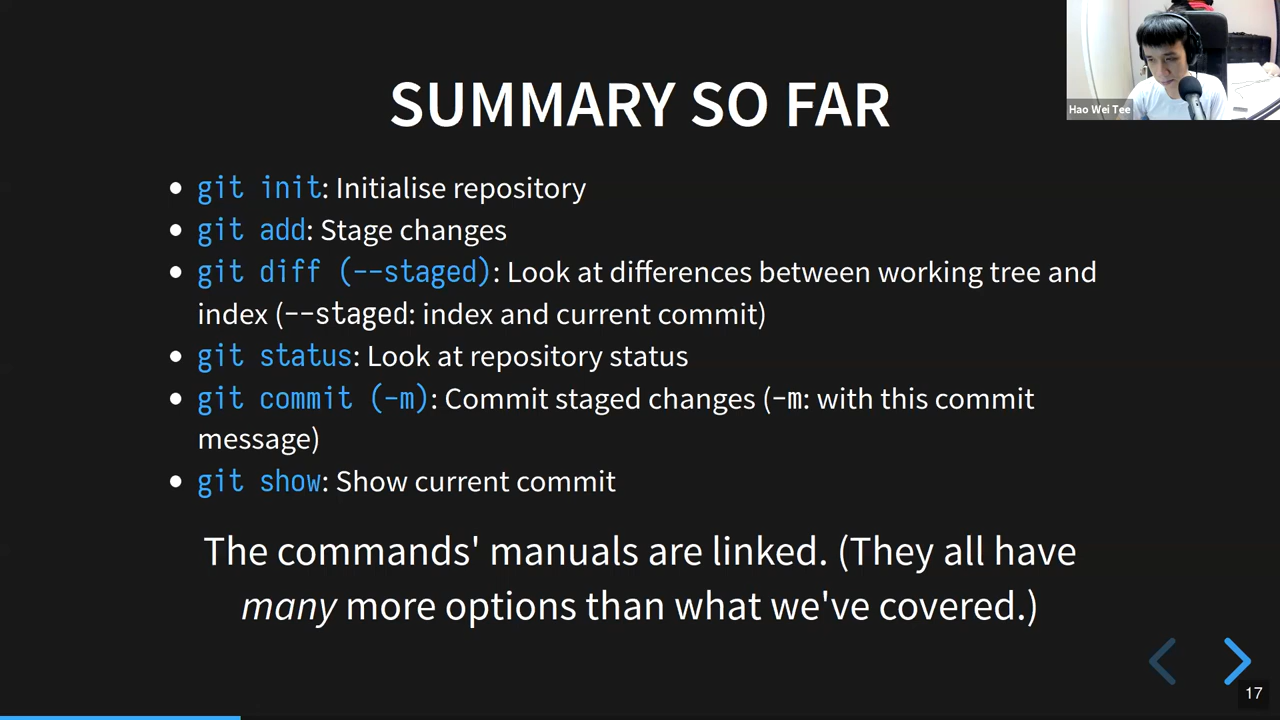 Hao Wei Tee
SUMMARY SO FAR
git init: Initialise repository
git add: Stage changes
git diff (--staged): Look at differences between working tree and
index (--staged: index and current commit)
git status: Look at repository status
git commit (-m): Commit staged changes (-m: with this commit
message)
git show: Show current commit
The commands' manuals are linked. (They all have
many more options than what we've covered.)
17